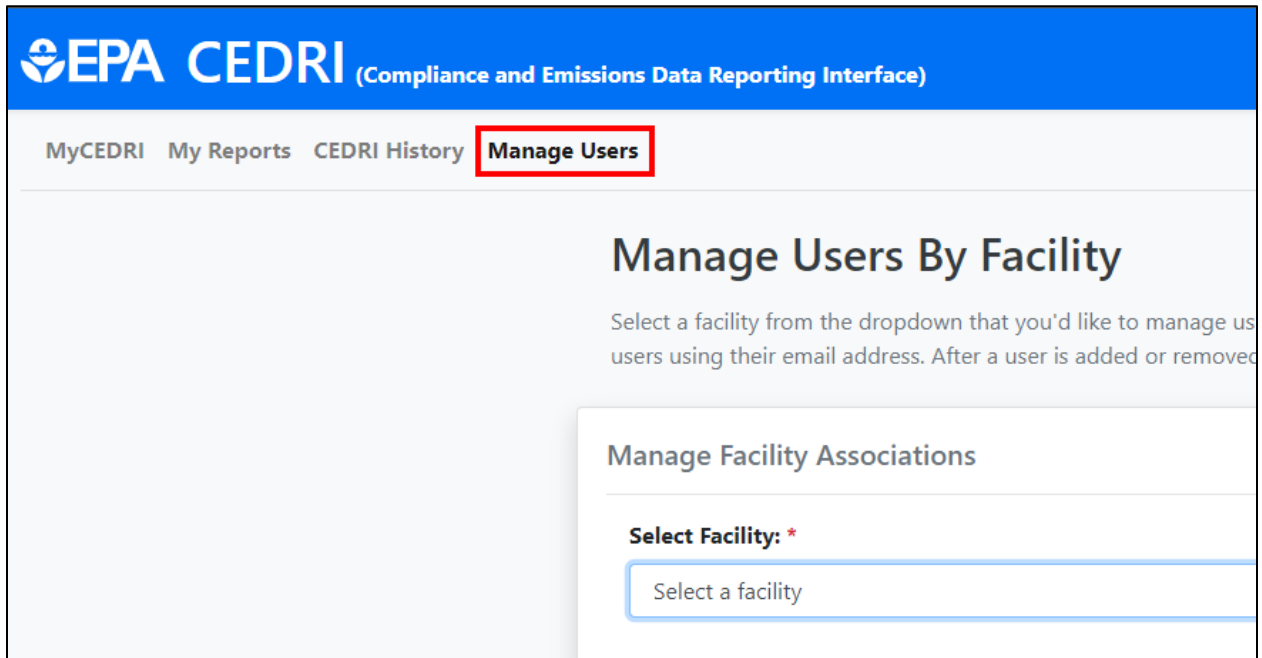 EPA CEDRI (Compliance and Emissions Data Reporting Interface)
MyCEDRI My Reports CEDRI History Manage Users
Manage Users By Facility
Select a facility from the dropdown that you'd like to manage us
users using their email address. After a user is added or removed
Manage Facility Associations
Select Facility: *
Select a facility